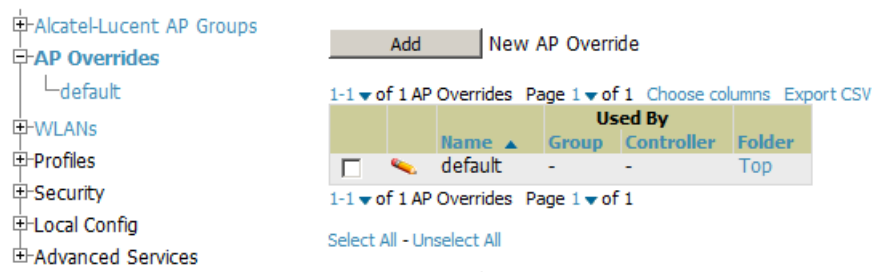 Alcatel-Lucent AP Groups
AP Overrides
default
WLANs
Profiles
Security
Local Config
Advanced Services
Add New AP Override
1-1 of 1 AP Overrides Page 1 of 1 Choose columns Export CSV
Used By
Name Group Controller Folder
default - - Top
1-1 of 1 AP Overrides Page 1 of 1
Select All - Unselect All